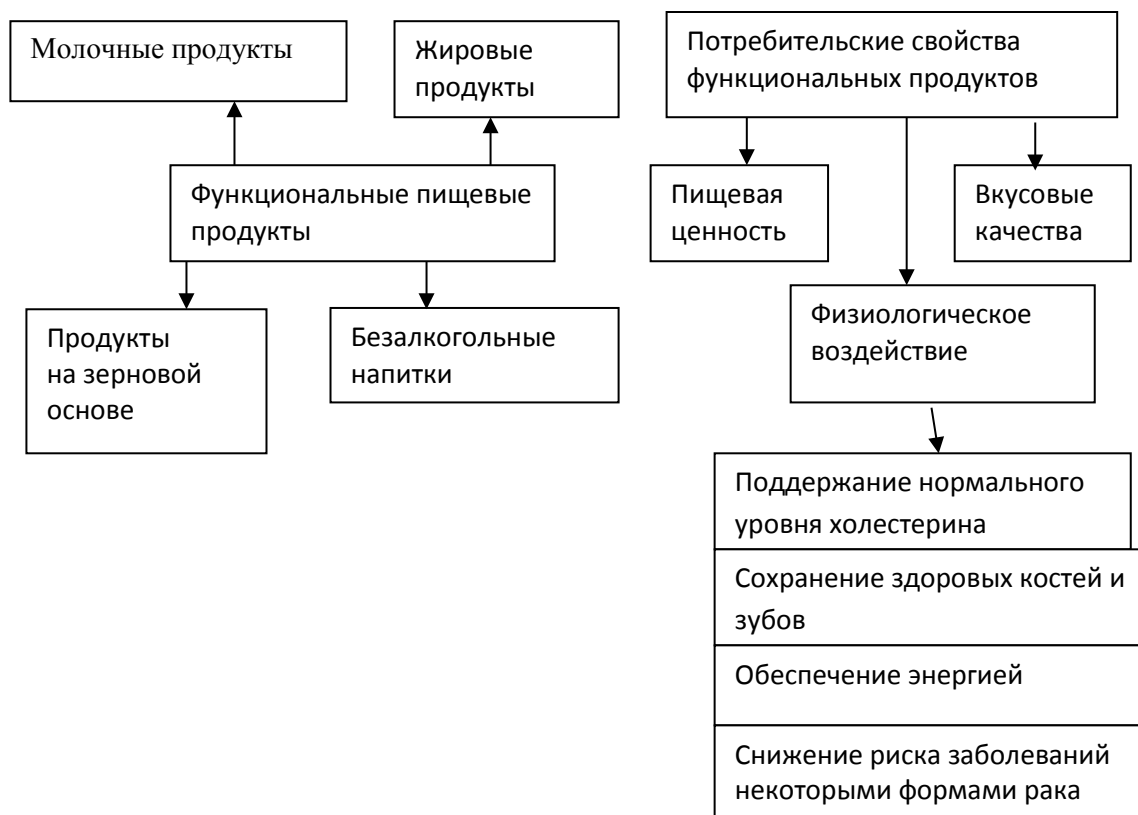 Молочные продукты
Жировые
продукты
Функциональные пищевые
продукты
Продукты
на зерновой
основе
Безалкогольные
напитки
Потребительские свойства
функциональных продуктов
Пищевая
ценность
Вкусовые
качества
Физиологическое
воздействие
Поддержание нормального
уровня холестерина
Сохранение здоровых костей и
зубов
Обеспечение энергией
Снижение риска заболеваний
некоторыми формами рака